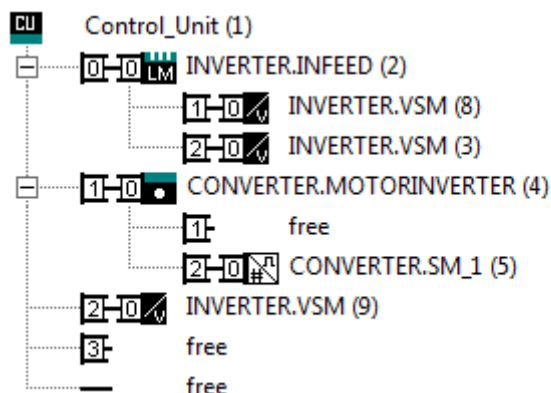 CU Control_Unit (1)
0 0 LM INVERTER.INFEED (2)
1 0 V INVERTER.VSM (8)
2 0 V INVERTER.VSM (3)
1 0 CONVERTER.MOTORINVERTER (4)
1 free
2 0 # CONVERTER.SM_1 (5)
2 0 V INVERTER.VSM (9)
3 free
free